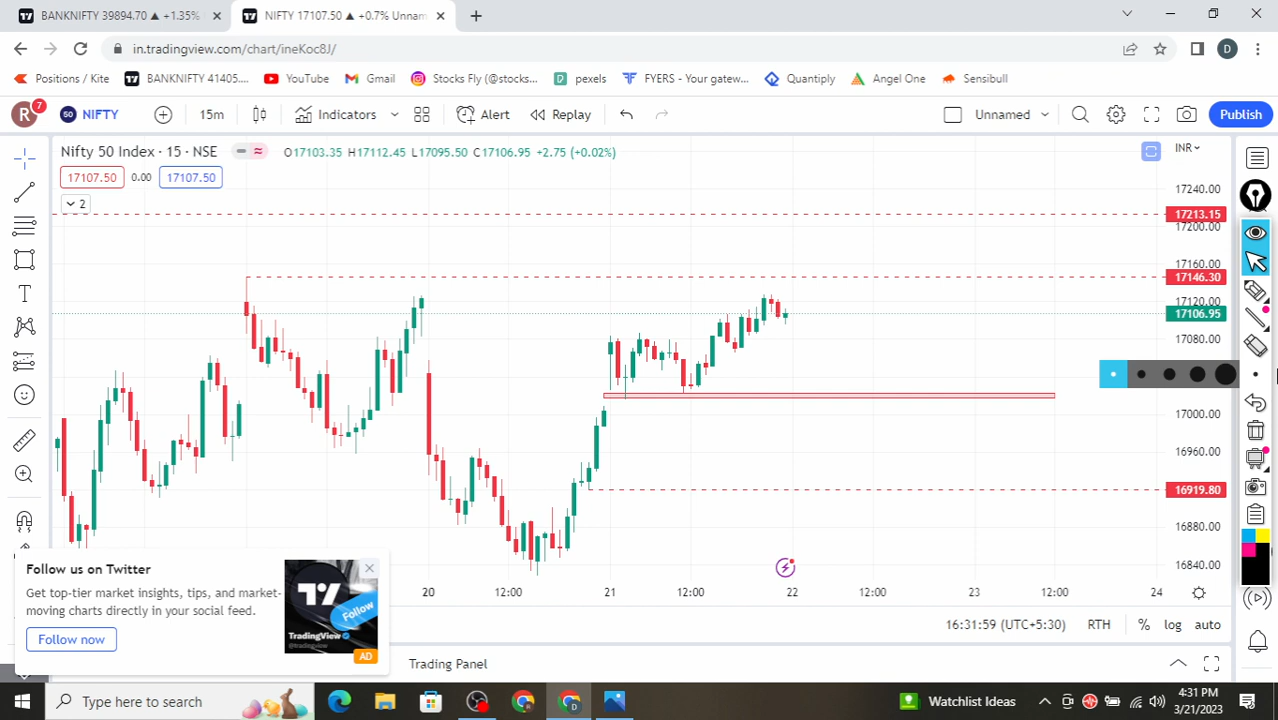 BANKNIFTY 39894.70 ▲ +1.35%
NIFTY 17107.50 ▲ +0.7% Unnam
in.tradingview.com/chart/ineKoc8J/
D
Positions / Kite
BANKNIFTY 41405....
YouTube
Gmail
Stocks Fly (@stocks...
pexels
FYERS - Your gatew...
Quantiply
Angel One
Sensibull
R
7
50
NIFTY
15m
Indicators
Alert
Replay
Unnamed
Publish
Nifty 50 Index · 15 · NSE
O17103.35 H17112.45 L17095.50 C17106.95 +2.75 (+0.02%)
INR
17107.50
0.00
17107.50
2
17240.00
17213.15
17200.00
17160.00
17146.30
17120.00
17106.95
17080.00
17000.00
16960.00
16919.80
16880.00
16840.00
Follow us on Twitter
Get top-tier market insights, tips, and market-
moving charts directly in your social feed.
Follow now
Follow
TradingView
@tradingview
AD
20
12:00
21
12:00
22
12:00
23
12:00
24
16:31:59 (UTC+5:30)
RTH
%
log
auto
Trading Panel
Type here to search
D
Watchlist Ideas
4:31 PM
3/21/2023